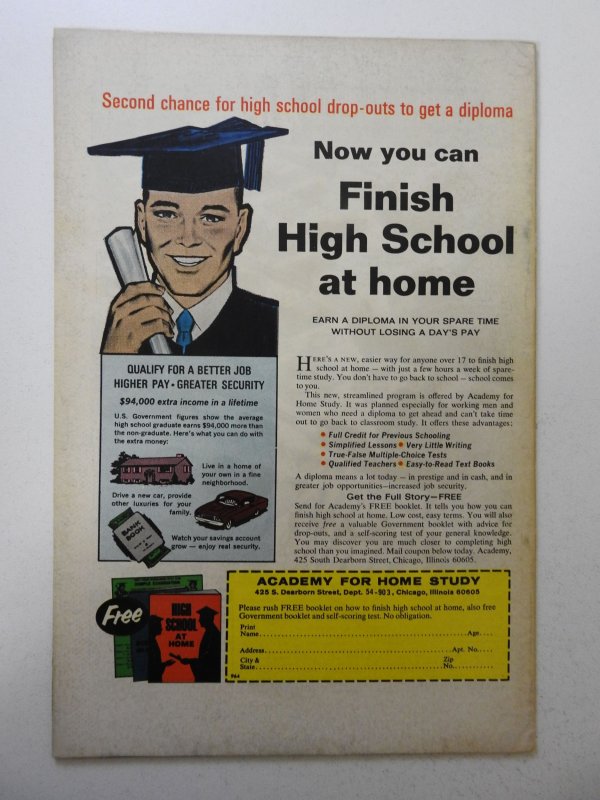 Second chance for high school drop-outs to get a diploma
Now you can
Finish
High School
at home
EARN A DIPLOMA IN YOUR SPARE TIME
WITHOUT LOSING A DAY'S PAY
HERE'S A NEW, easier way for anyone over 17 to finish high
school at home – with just a few hours a week of spare-
time study. You don't have to go back to school – school comes
to you.
This new, streamlined program is offered by Academy for
Home Study. It was planned especially for working men and
women who need a diploma to get ahead and can't take time
out to go back to classroom study. It offers these advantages:
• Full Credit for Previous Schooling
• Simplified Lessons • Very Little Writing
• True-False Multiple-Choice Tests
• Qualified Teachers • Easy-to-Read Text Books
A diploma means a lot today – in prestige and in cash, and in
greater job opportunities–increased job security.
Get the Full Story–FREE
Send for Academy's FREE booklet. It tells you how you can
finish high school at home. Low cost, easy terms. You will also
receive free a valuable Government booklet with advice for
drop-outs, and a self-scoring test of your general knowledge.
You may discover you are much closer to completing high
school than you imagined. Mail coupon below today. Academy,
425 South Dearborn Street, Chicago, Illinois 60605.
QUALIFY FOR A BETTER JOB
HIGHER PAY • GREATER SECURITY
$94,000 extra income in a lifetime
U.S. Government figures show the average
high school graduate earns $94,000 more than
the non-graduate. Here's what you can do with
the extra money:
Live in a home of
your own in a fine
neighborhood.
Drive a new car, provide
other luxuries for your
family.
BANK
BOOK
Watch your savings account
grow – enjoy real security.
Free
HIGH
SCHOOL
AT
HOME
ACADEMY FOR HOME STUDY
425 S. Dearborn Street, Dept. 54-903, Chicago, Illinois 60605
Please rush FREE booklet on how to finish high school at home, also free
Government booklet and self-scoring test. No obligation.
Print
Name Age
Address Apt. No.
City & Zip
State No.
964